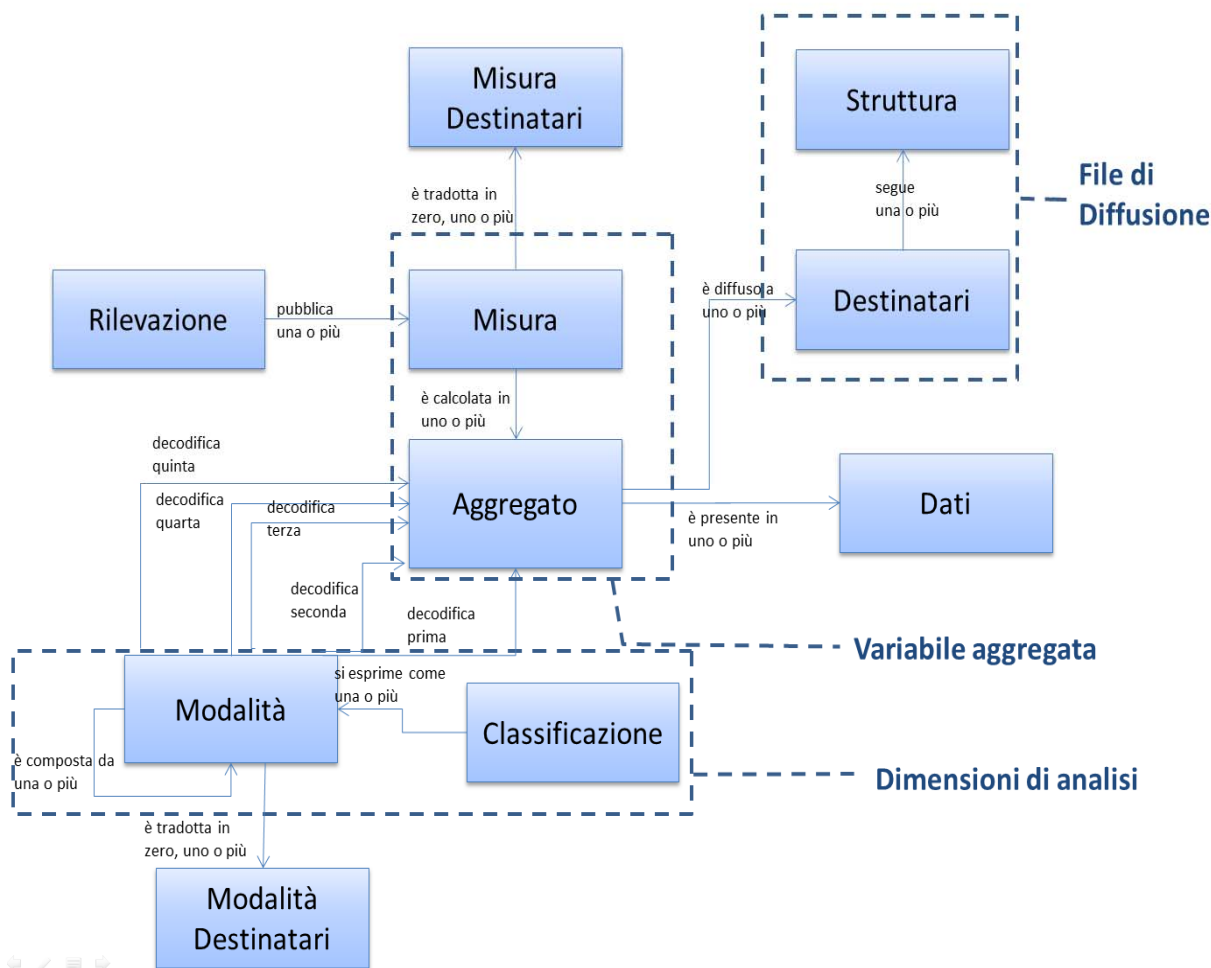 Misura
Destinatari
Struttura
è tradotta in
zero, uno o più
segue
una o più
File di
Diffusione
Rilevazione
pubblica
una o più
Misura
è diffuso a
uno o più
Destinatari
è calcolata in
uno o più
decodifica
quinta
decodifica
quarta
decodifica
terza
Aggregato
è presente in
uno o più
Dati
decodifica
seconda
decodifica
prima
Variabile aggregata
Modalità
si esprime come
una o più
Classificazione
è composta da
una o più
Dimensioni di analisi
è tradotta in
zero, uno o più
Modalità
Destinatari